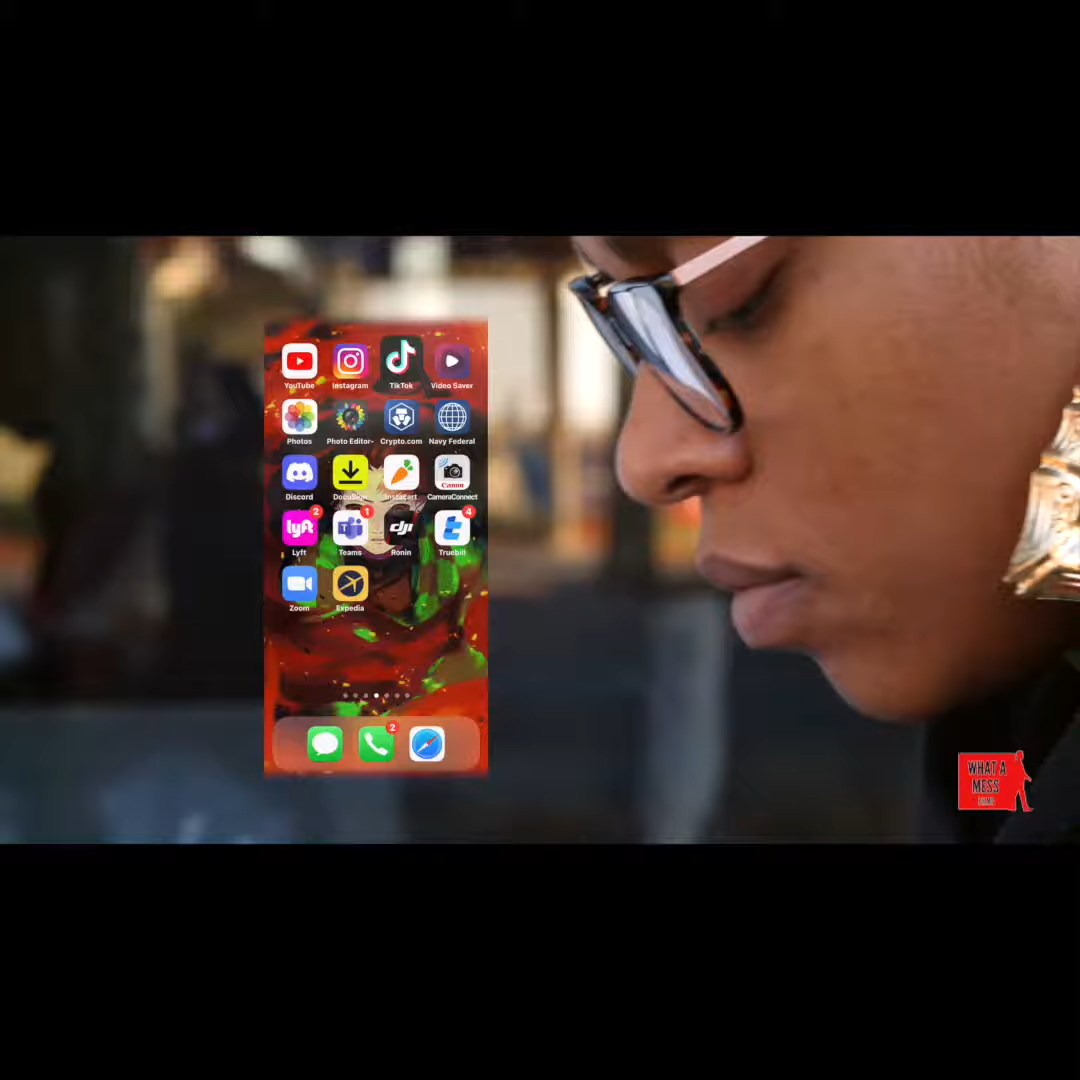 YouTube Instagram TikTok Video Saver
Photos Photo Editor- Crypto.com Navy Federal
DocuSign
Canon
Discord Instacart CameraConnect
2 1 4
lyft T dji
Lyft Teams Ronin Truebill
Zoom Expedia
2
WHAT A
MESS